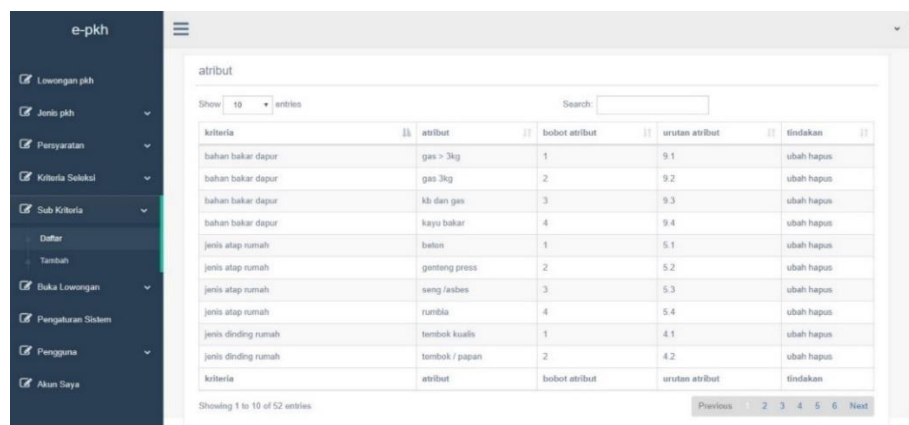 e-pkh
Lowongan pkh
Jenis pkh
Persyaratan
Kriteria Seleksi
Sub Kriteria
Daftar
Tambah
Buka Lowongan
Pengaturan Sistem
Pengguna
Akun Saya
atribut
Show 10 entries Search:
kriteria atribut bobot atribut urutan atribut tindakan
bahan bakar dapur gas > 3kg 1 9.1 ubah hapus
bahan bakar dapur gas 3kg 2 9.2 ubah hapus
bahan bakar dapur kb dan gas 3 9.3 ubah hapus
bahan bakar dapur kayu bakar 4 9.4 ubah hapus
jenis atap rumah beton 1 5.1 ubah hapus
jenis atap rumah genteng press 2 5.2 ubah hapus
jenis atap rumah seng /asbes 3 5.3 ubah hapus
jenis atap rumah rumbia 4 5.4 ubah hapus
jenis dinding rumah tembok kualis 1 4.1 ubah hapus
jenis dinding rumah tembok / papan 2 4.2 ubah hapus
kriteria atribut bobot atribut urutan atribut tindakan
Showing 1 to 10 of 52 entries Previous 1 2 3 4 5 6 Next